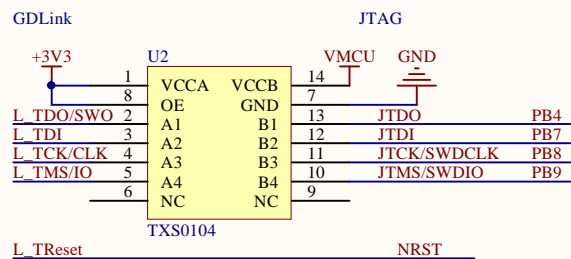 GDLink JTAG
+3V3 U2 VMCU GND
1 VCCA VCCB 14
8 OE GND 7
L_TDO/SWO 2 A1 B1 13 JTDO PB4
L_TDI 3 A2 B2 12 JTDI PB7
L_TCK/CLK 4 A3 B3 11 JTCK/SWDCLK PB8
L_TMS/IO 5 A4 B4 10 JTMS/SWDIO PB9
6 NC NC 9
TXS0104
L_TReset NRST